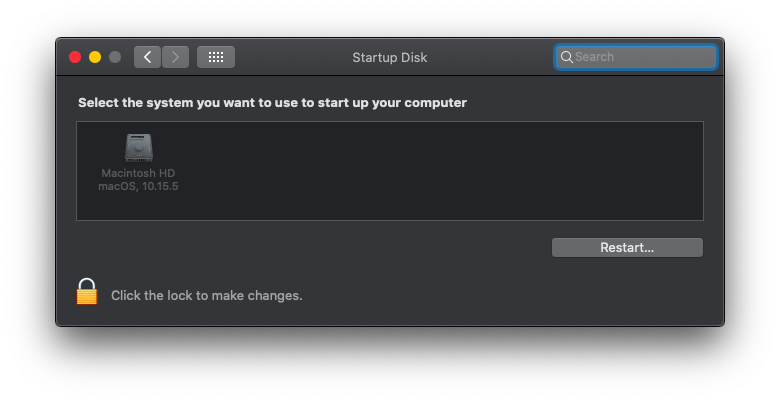 Startup Disk
Search
Select the system you want to use to start up your computer
Macintosh HD
macOS, 10.15.5
Restart...
Click the lock to make changes.